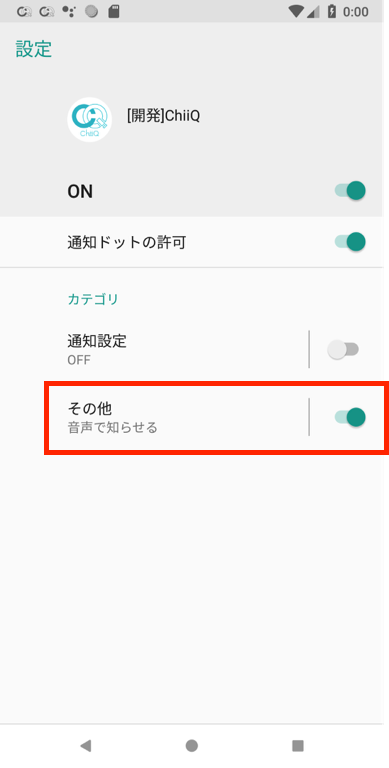 0:00
設定
[開発]ChiiQ
ChiiQ
ON
通知ドットの許可
カテゴリ
通知設定
OFF
その他
音声で知らせる